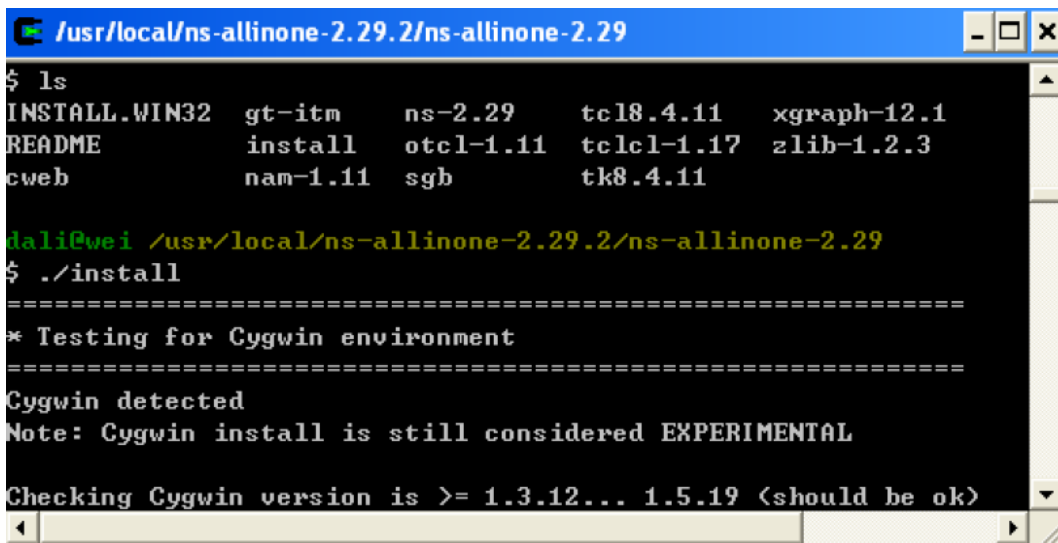 /usr/local/ns-allinone-2.29.2/ns-allinone-2.29
$ ls
INSTALL.WIN32 gt-itm ns-2.29 tcl8.4.11 xgraph-12.1
README install otcl-1.11 tclcl-1.17 zlib-1.2.3
cweb nam-1.11 sgb tk8.4.11
dali@wei /usr/local/ns-allinone-2.29.2/ns-allinone-2.29
$ ./install
============================================================
* Testing for Cygwin environment
============================================================
Cygwin detected
Note: Cygwin install is still considered EXPERIMENTAL
Checking Cygwin version is >= 1.3.12... 1.5.19 (should be ok)